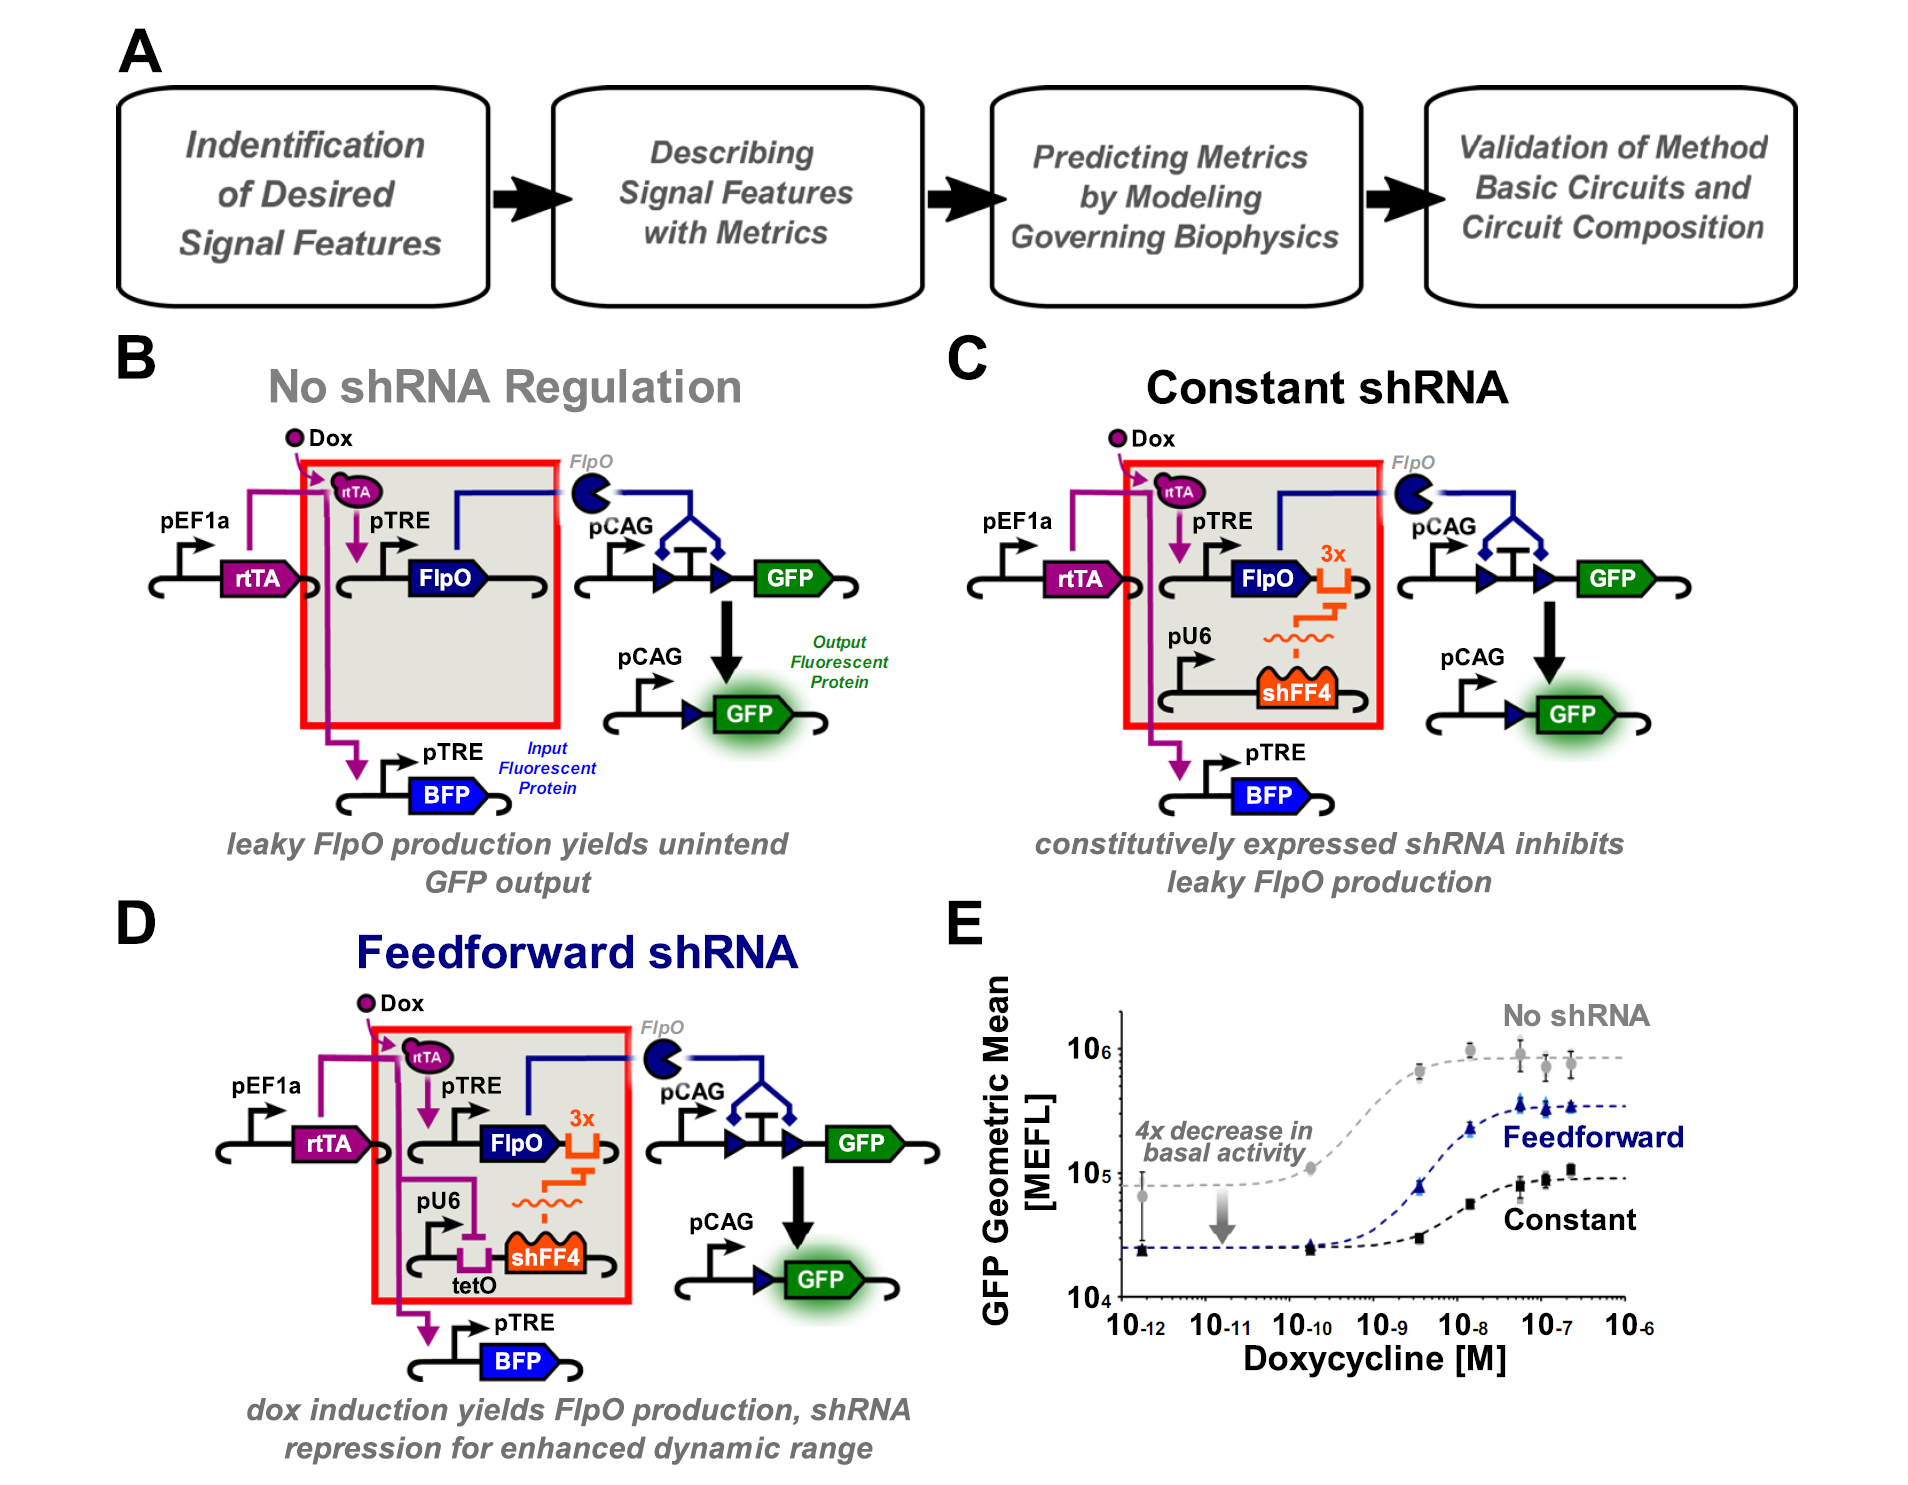 A
Indentification
of Desired
Signal Features
Describing
Signal Features
with Metrics
Predicting Metrics
by Modeling
Governing Biophysics
Validation of Method
Basic Circuits and
Circuit Composition
B
No shRNA Regulation
Dox
FlpO
rtTA
pEF1a
pTRE
pCAG
rtTA
FlpO
GFP
pCAG
Output
Fluorescent
Protein
GFP
pTRE
Input
Fluorescent
Protein
BFP
leaky FlpO production yields unintend
GFP output
C
Constant shRNA
Dox
FlpO
rtTA
pEF1a
pTRE
pCAG
3x
rtTA
FlpO
GFP
pU6
pCAG
shFF4
GFP
pTRE
BFP
constitutively expressed shRNA inhibits
leaky FlpO production
D
Feedforward shRNA
Dox
FlpO
rtTA
pEF1a
pTRE
pCAG
3x
rtTA
FlpO
GFP
pU6
pCAG
shFF4
tetO
GFP
pTRE
BFP
dox induction yields FlpO production, shRNA
repression for enhanced dynamic range
E
GFP Geometric Mean
[MEFL]
10^6
10^5
10^4
No shRNA
4x decrease in
basal activity
Feedforward
Constant
10^-12 10^-11 10^-10 10^-9 10^-8 10^-7 10^-6
Doxycycline [M]